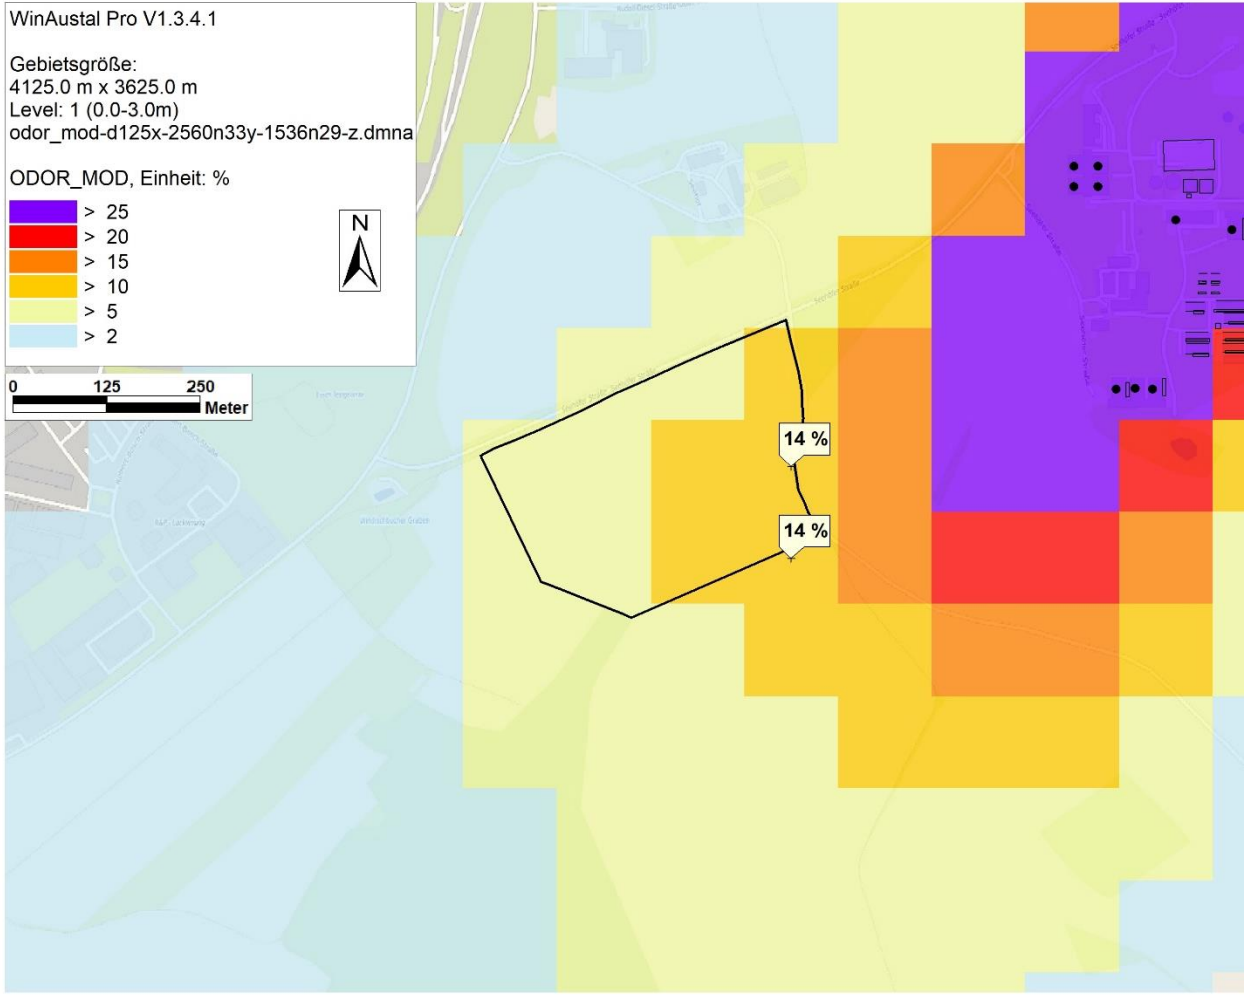 WinAustal Pro V1.3.4.1
Gebietsgröße:
4125.0 m x 3625.0 m
Level: 1 (0.0-3.0m)
odor_mod-d125x-2560n33y-1536n29-z.dmna
ODOR_MOD, Einheit: %
> 25
> 20
> 15
> 10
> 5
> 2
N
0 125 250
Meter
14 %
14 %